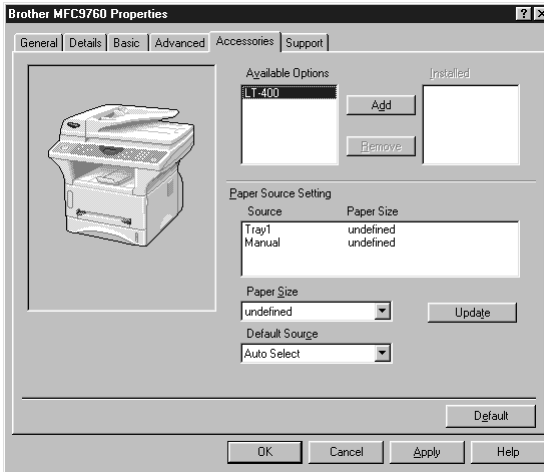 Brother MFC9760 Properties
General Details Basic Advanced Accessories Support
Available Options Installed
LT-400
Add
Remove
Paper Source Setting
Source Paper Size
Tray1 undefined
Manual undefined
Paper Size
undefined Update
Default Source
Auto Select
Default
OK Cancel Apply Help